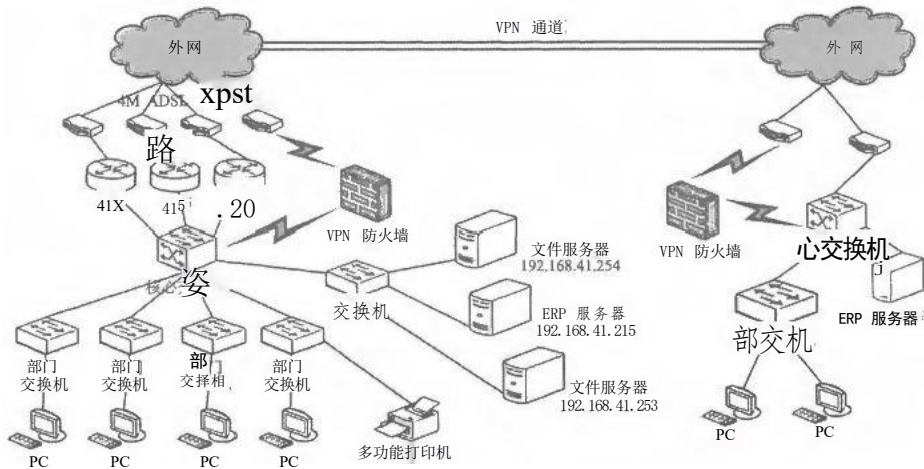 VPN 通道
外网
外 网
4M ADSL
xpst
路
41X
415
.20
VPN 防火墙
VPN 防火墙
文件服务器
192.168.41.254
心交换机
核心
姿
交换机
ERP 服务器
192.168.41.215
ERP 服务器
部交机
部门
交换机
部门
交换机
部门
交择相
部门
交换机
文件服务器
192.168.41.253
PC
PC
PC
PC
多功能打印机
PC
PC